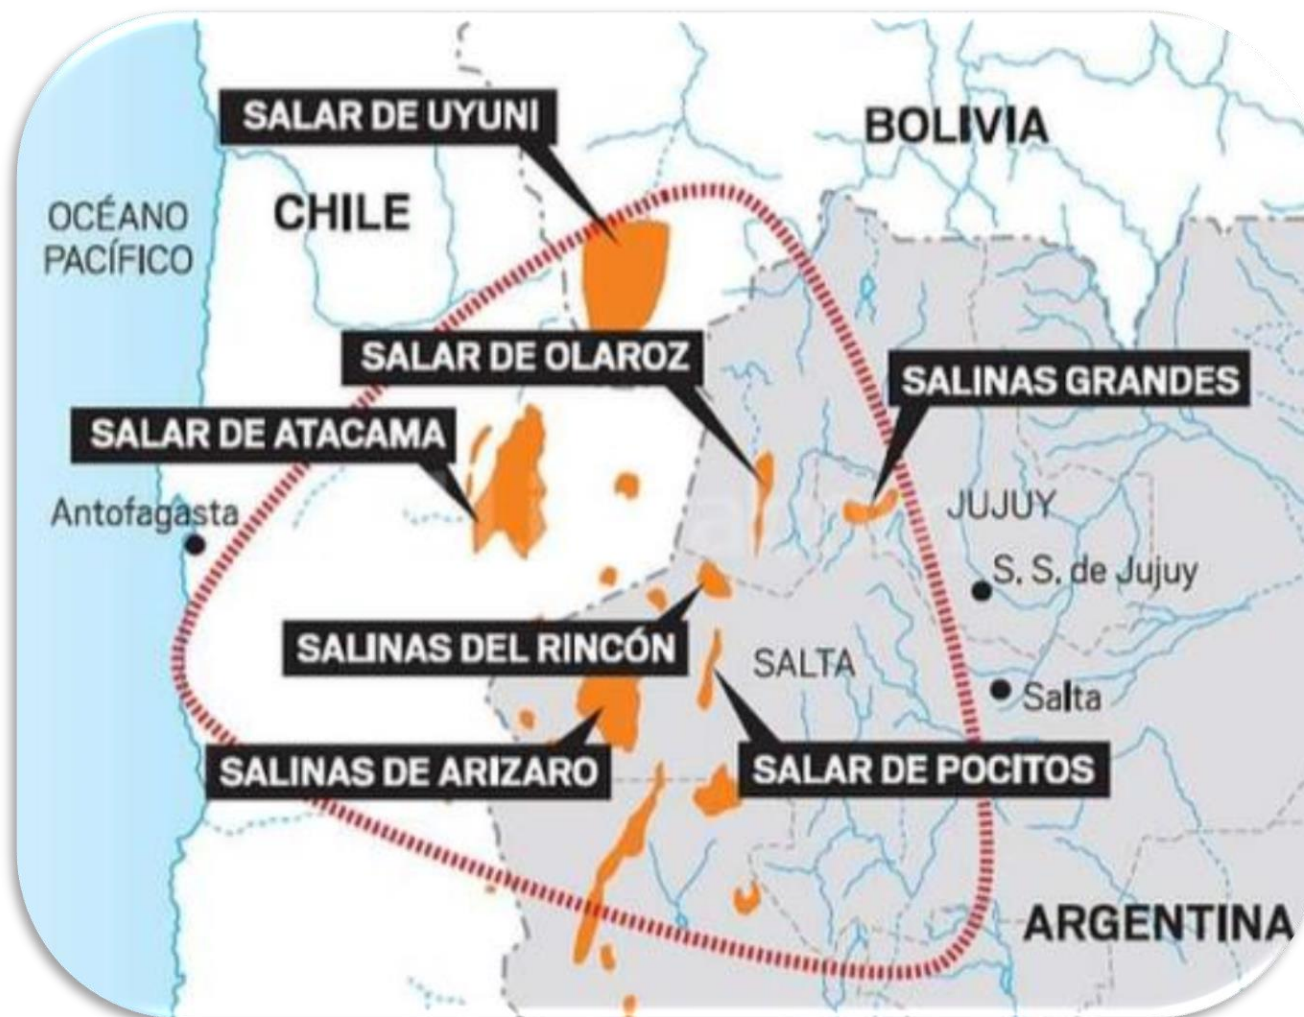 SALAR DE UYUNI
BOLIVIA
OCÉANO
PACÍFICO
CHILE
SALAR DE OLAROZ
SALINAS GRANDES
SALAR DE ATACAMA
Antofagasta
JUJUY
S. S. de Jujuy
SALINAS DEL RINCÓN
SALTA
Salta
SALINAS DE ARIZARO
SALAR DE POCITOS
ARGENTINA